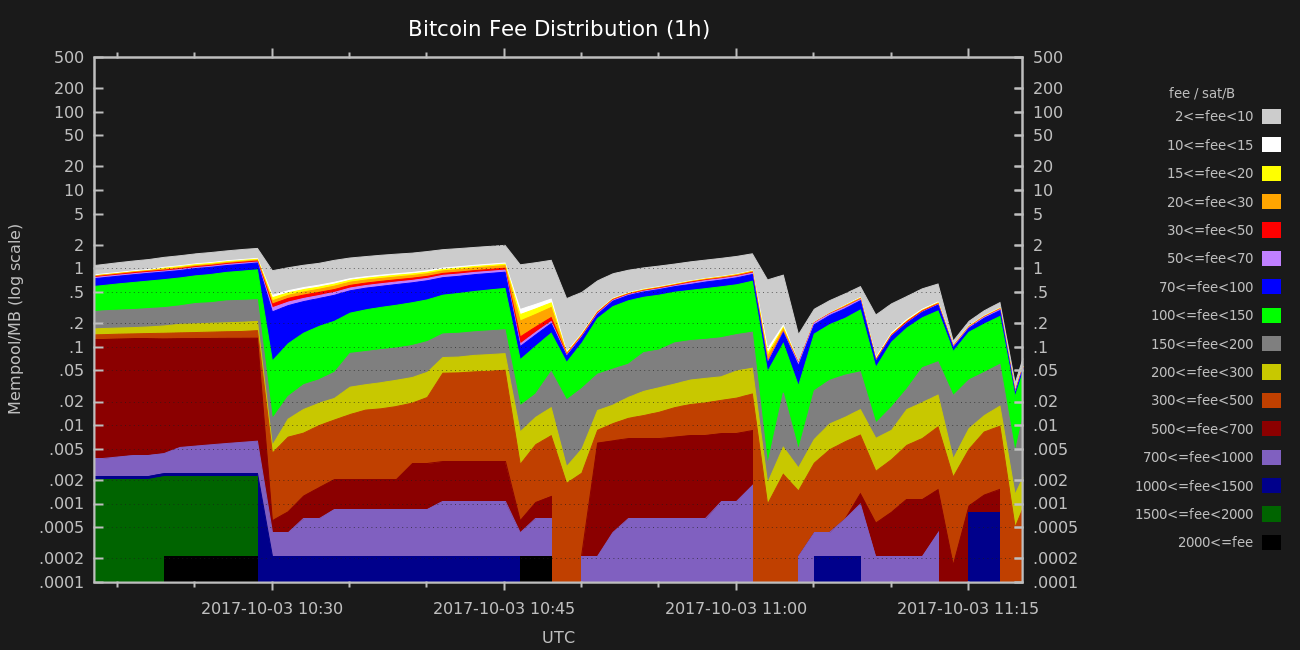 Bitcoin Fee Distribution (1h)
500
200
100
50
20
10
5
2
1
.5
.2
.1
.05
.02
.01
.005
.002
.001
.0005
.0002
.0001
Mempool/MB (log scale)
500
200
100
50
20
10
5
2
1
.5
.2
.1
.05
.02
.01
.005
.002
.001
.0005
.0002
.0001
2017-10-03 10:30
2017-10-03 10:45
2017-10-03 11:00
2017-10-03 11:15
UTC
fee / sat/B
2<=fee<10
10<=fee<15
15<=fee<20
20<=fee<30
30<=fee<50
50<=fee<70
70<=fee<100
100<=fee<150
150<=fee<200
200<=fee<300
300<=fee<500
500<=fee<700
700<=fee<1000
1000<=fee<1500
1500<=fee<2000
2000<=fee